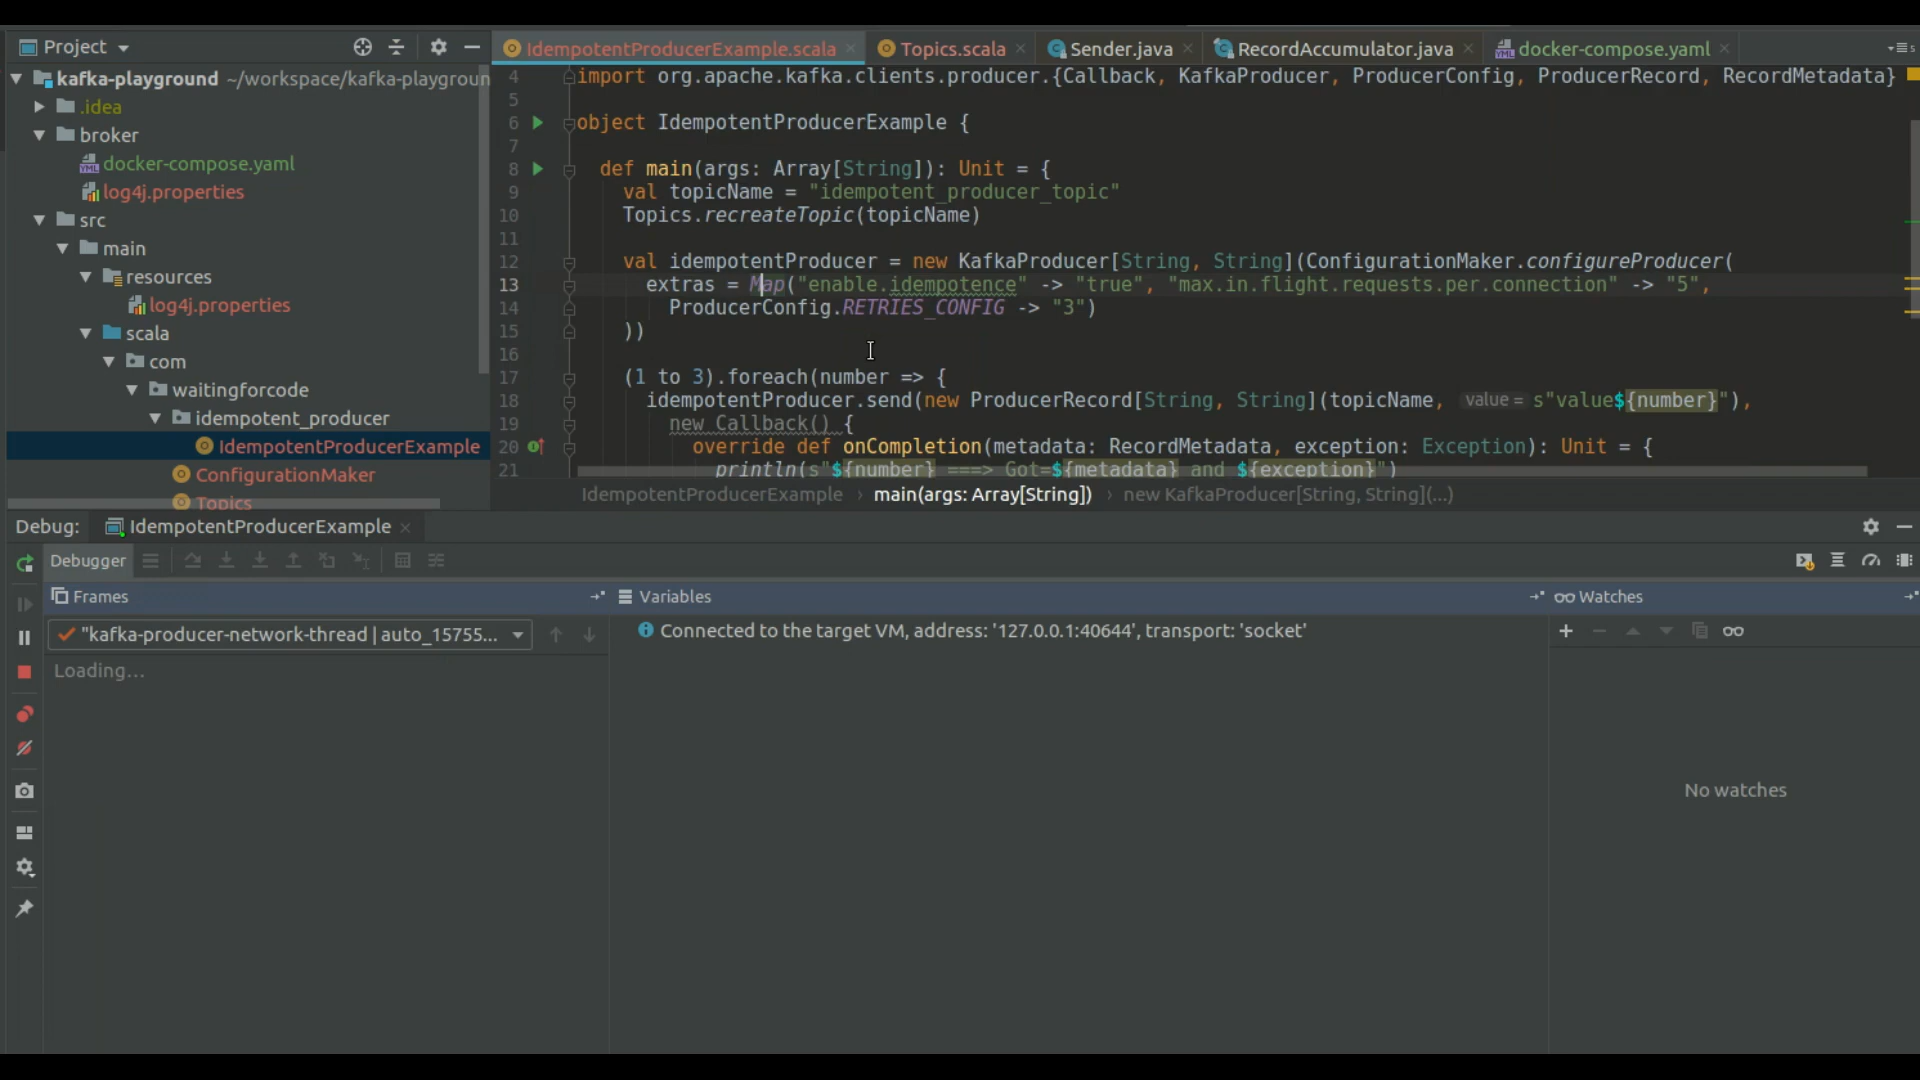 Project
kafka-playground ~/workspace/kafka-playgroun
.idea
broker
docker-compose.yaml
log4j.properties
src
main
resources
log4j.properties
scala
com
waitingforcode
idempotent_producer
IdempotentProducerExample
ConfigurationMaker
Topics
IdempotentProducerExample.scala Topics.scala Sender.java RecordAccumulator.java docker-compose.yaml
4 import org.apache.kafka.clients.producer.{Callback, KafkaProducer, ProducerConfig, ProducerRecord, RecordMetadata}
5
6 object IdempotentProducerExample {
7
8 def main(args: Array[String]): Unit = {
9 val topicName = "idempotent_producer_topic"
10 Topics.recreateTopic(topicName)
11
12 val idempotentProducer = new KafkaProducer[String, String](ConfigurationMaker.configureProducer(
13 extras = Map("enable.idempotence" -> "true", "max.in.flight.requests.per.connection" -> "5",
14 ProducerConfig.RETRIES_CONFIG -> "3")
15 ))
16
17 (1 to 3).foreach(number => {
18 idempotentProducer.send(new ProducerRecord[String, String](topicName, value = s"value${number}"),
19 new Callback() {
20 override def onCompletion(metadata: RecordMetadata, exception: Exception): Unit = {
21 println(s"${number} ===> Got=${metadata} and ${exception}")
IdempotentProducerExample › main(args: Array[String]) › new KafkaProducer[String, String](...)
Debug: IdempotentProducerExample
Debugger
Frames
Variables
Watches
"kafka-producer-network-thread | auto_15755...
Connected to the target VM, address: '127.0.0.1:40644', transport: 'socket'
Loading...
No watches